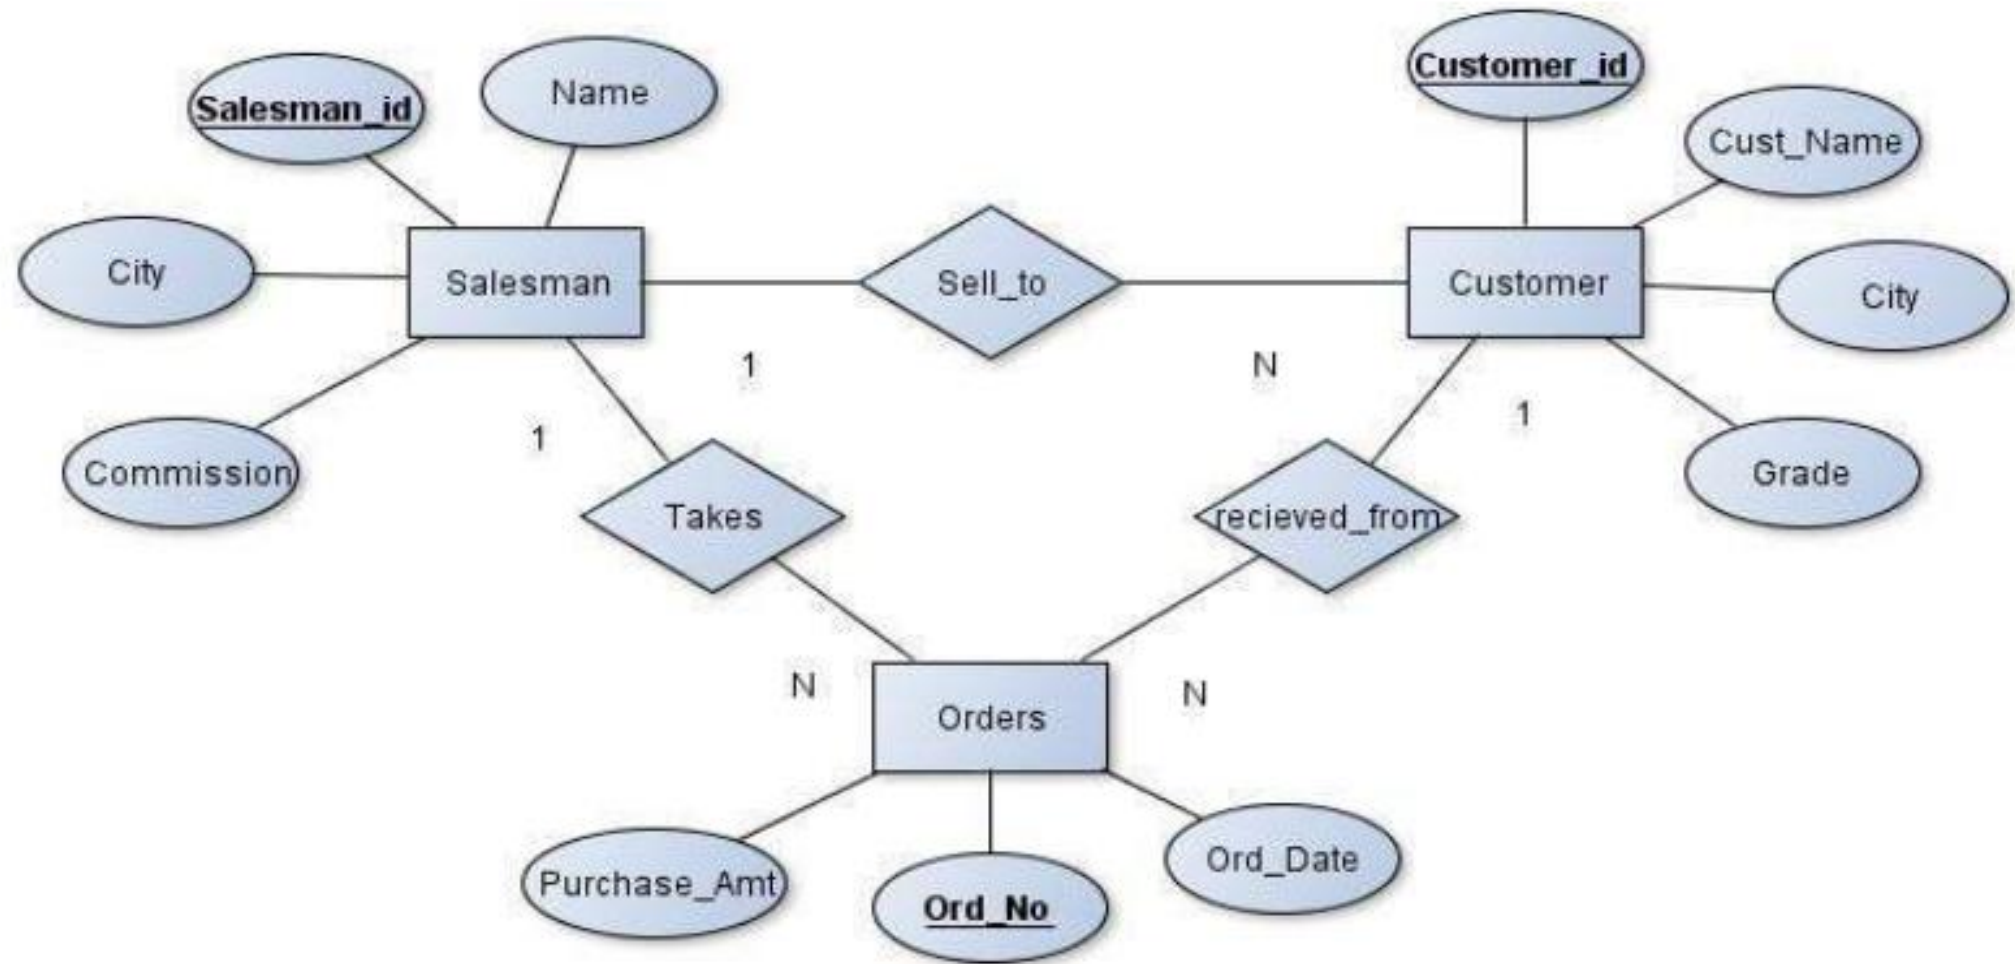 Customer_id
Salesman_id
Name
Cust_Name
City
Salesman
Sell_to
Customer
City
1
N
1
1
Commission
Grade
Takes
recieved_from
N
N
Orders
Purchase_Amt
Ord_No
Ord_Date